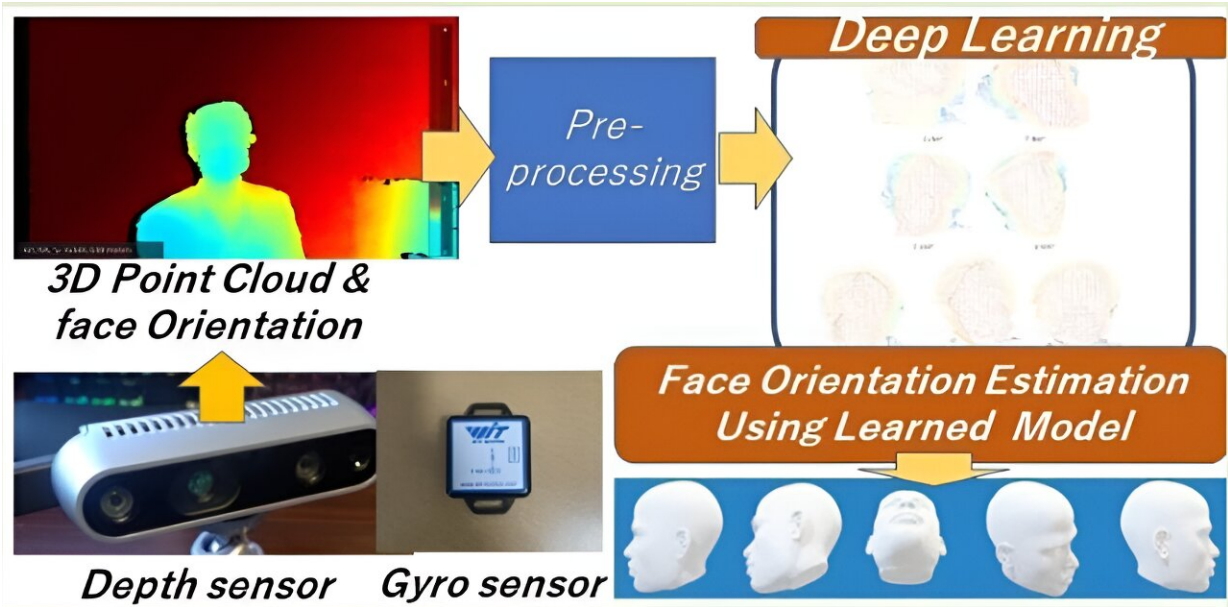 Deep Learning
Pre-
processing
3D Point Cloud &
face Orientation
Face Orientation Estimation
Using Learned Model
WIT
Depth sensor
Gyro sensor